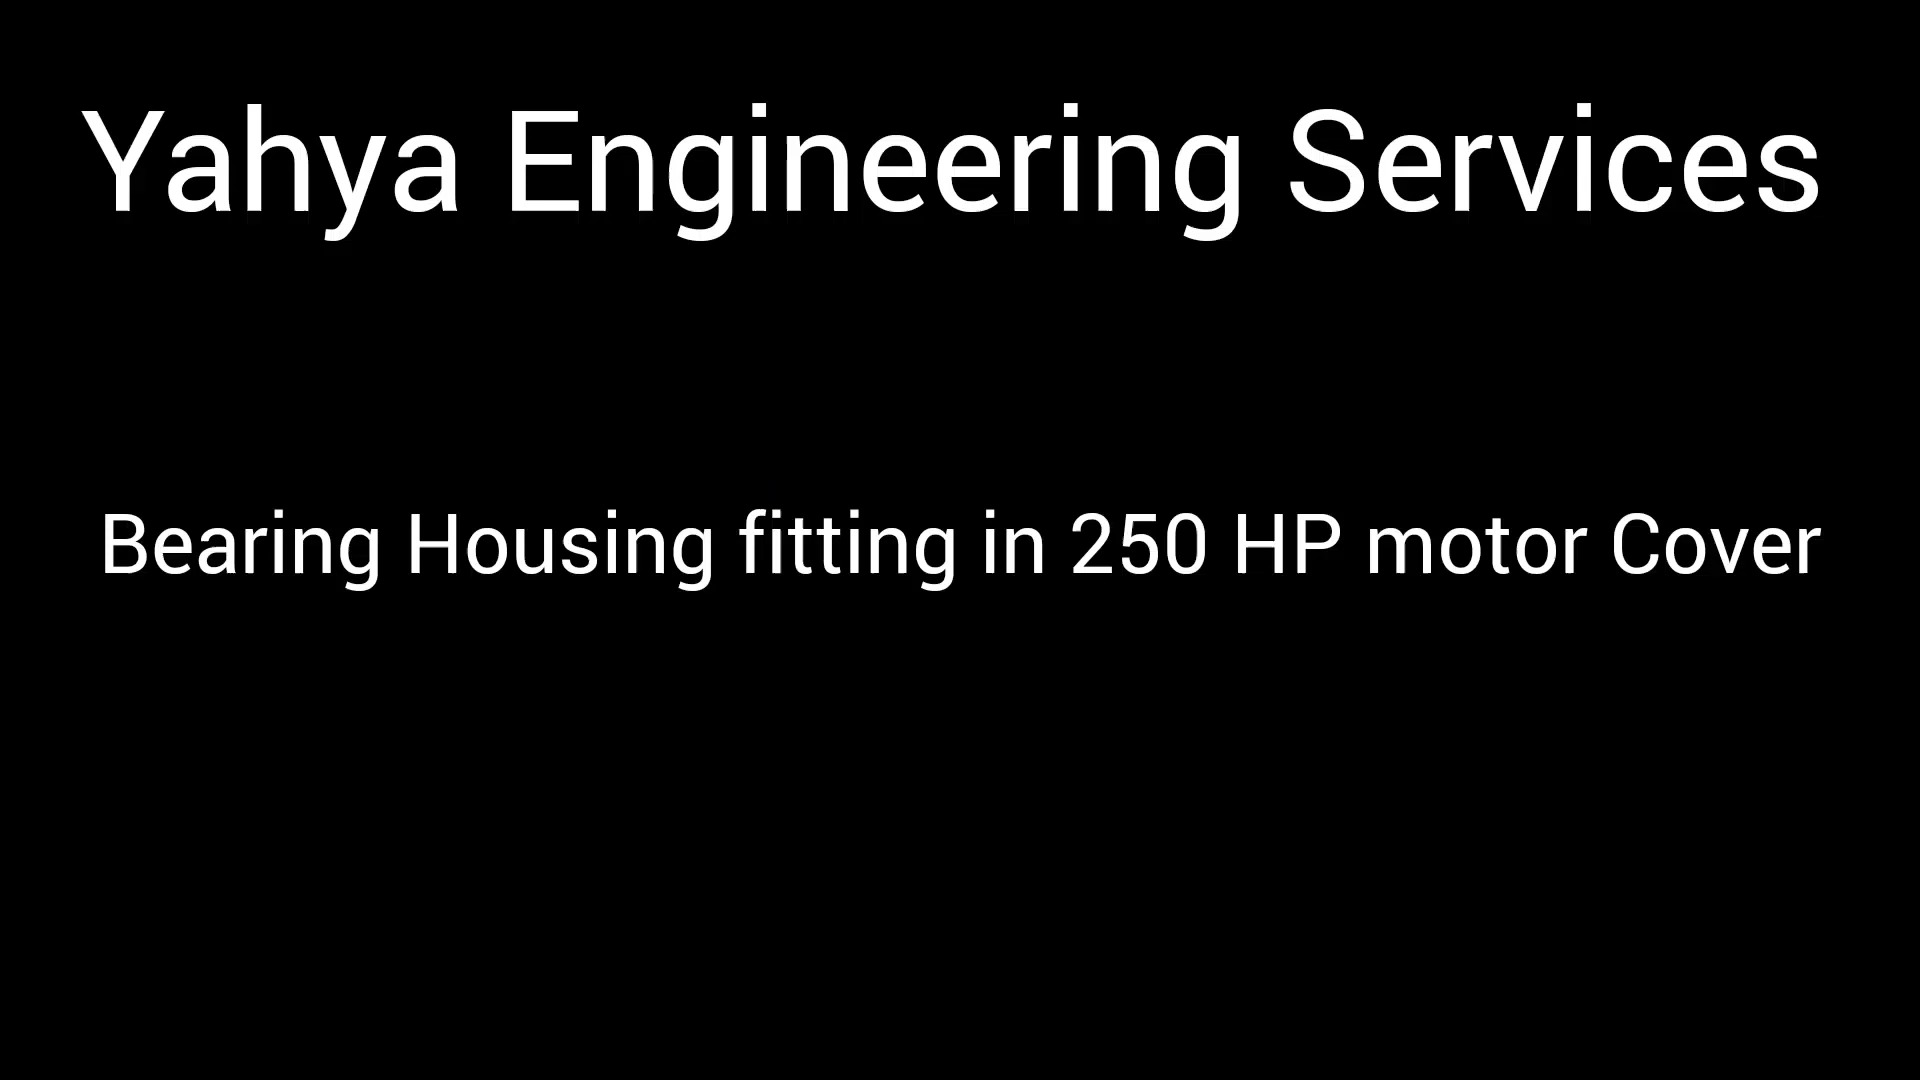 Yahya Engineering Services
Bearing Housing fitting in 250 HP motor Cover